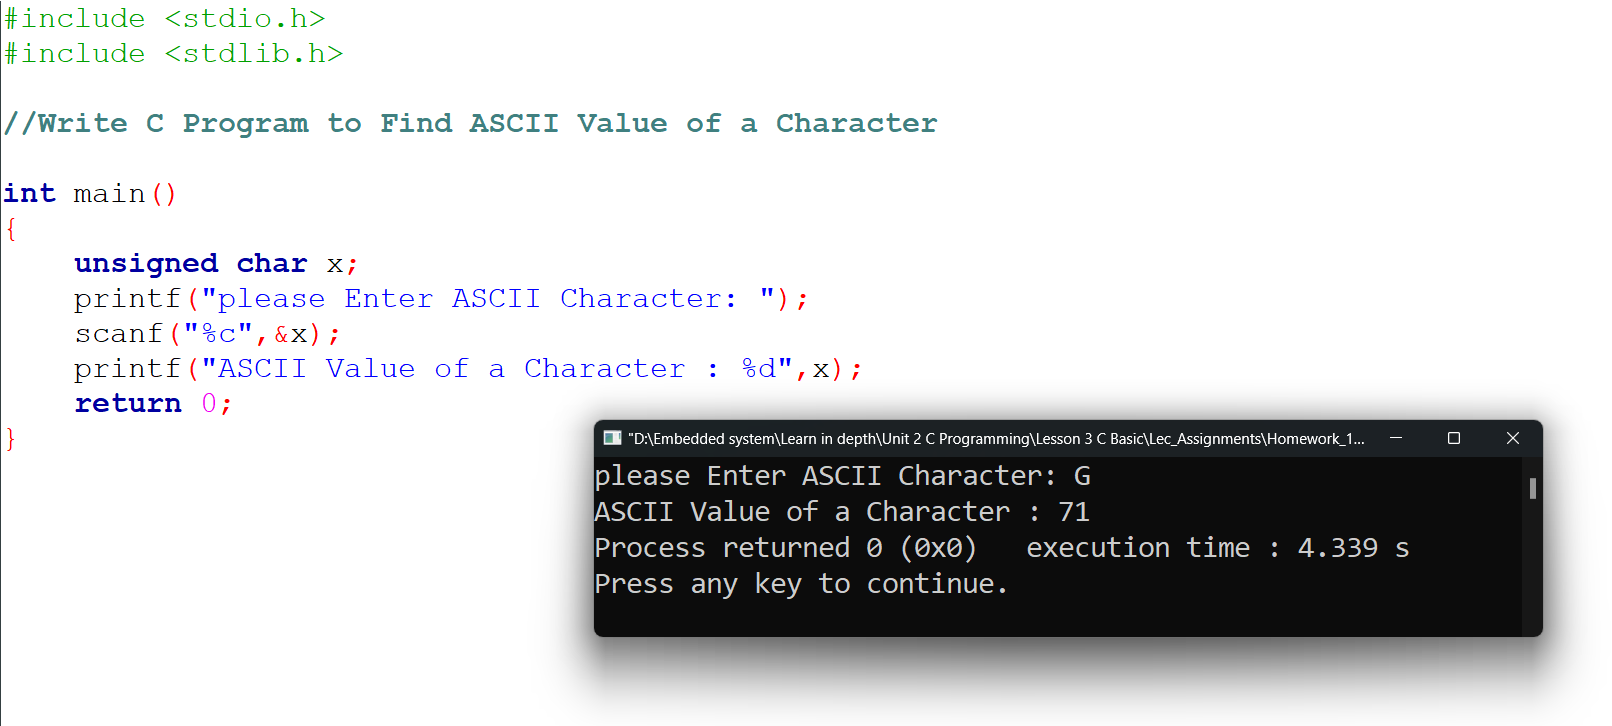 #include <stdio.h>
#include <stdlib.h>
//Write C Program to Find ASCII Value of a Character
int main()
{
    unsigned char x;
    printf("please Enter ASCII Character: ");
    scanf("%c",&x);
    printf("ASCII Value of a Character : %d",x);
    return 0;
}
"D:\Embedded system\Learn in depth\Unit 2 C Programming\Lesson 3 C Basic\Lec_Assignments\Homework_1...
please Enter ASCII Character: G
ASCII Value of a Character : 71
Process returned 0 (0x0)   execution time : 4.339 s
Press any key to continue.